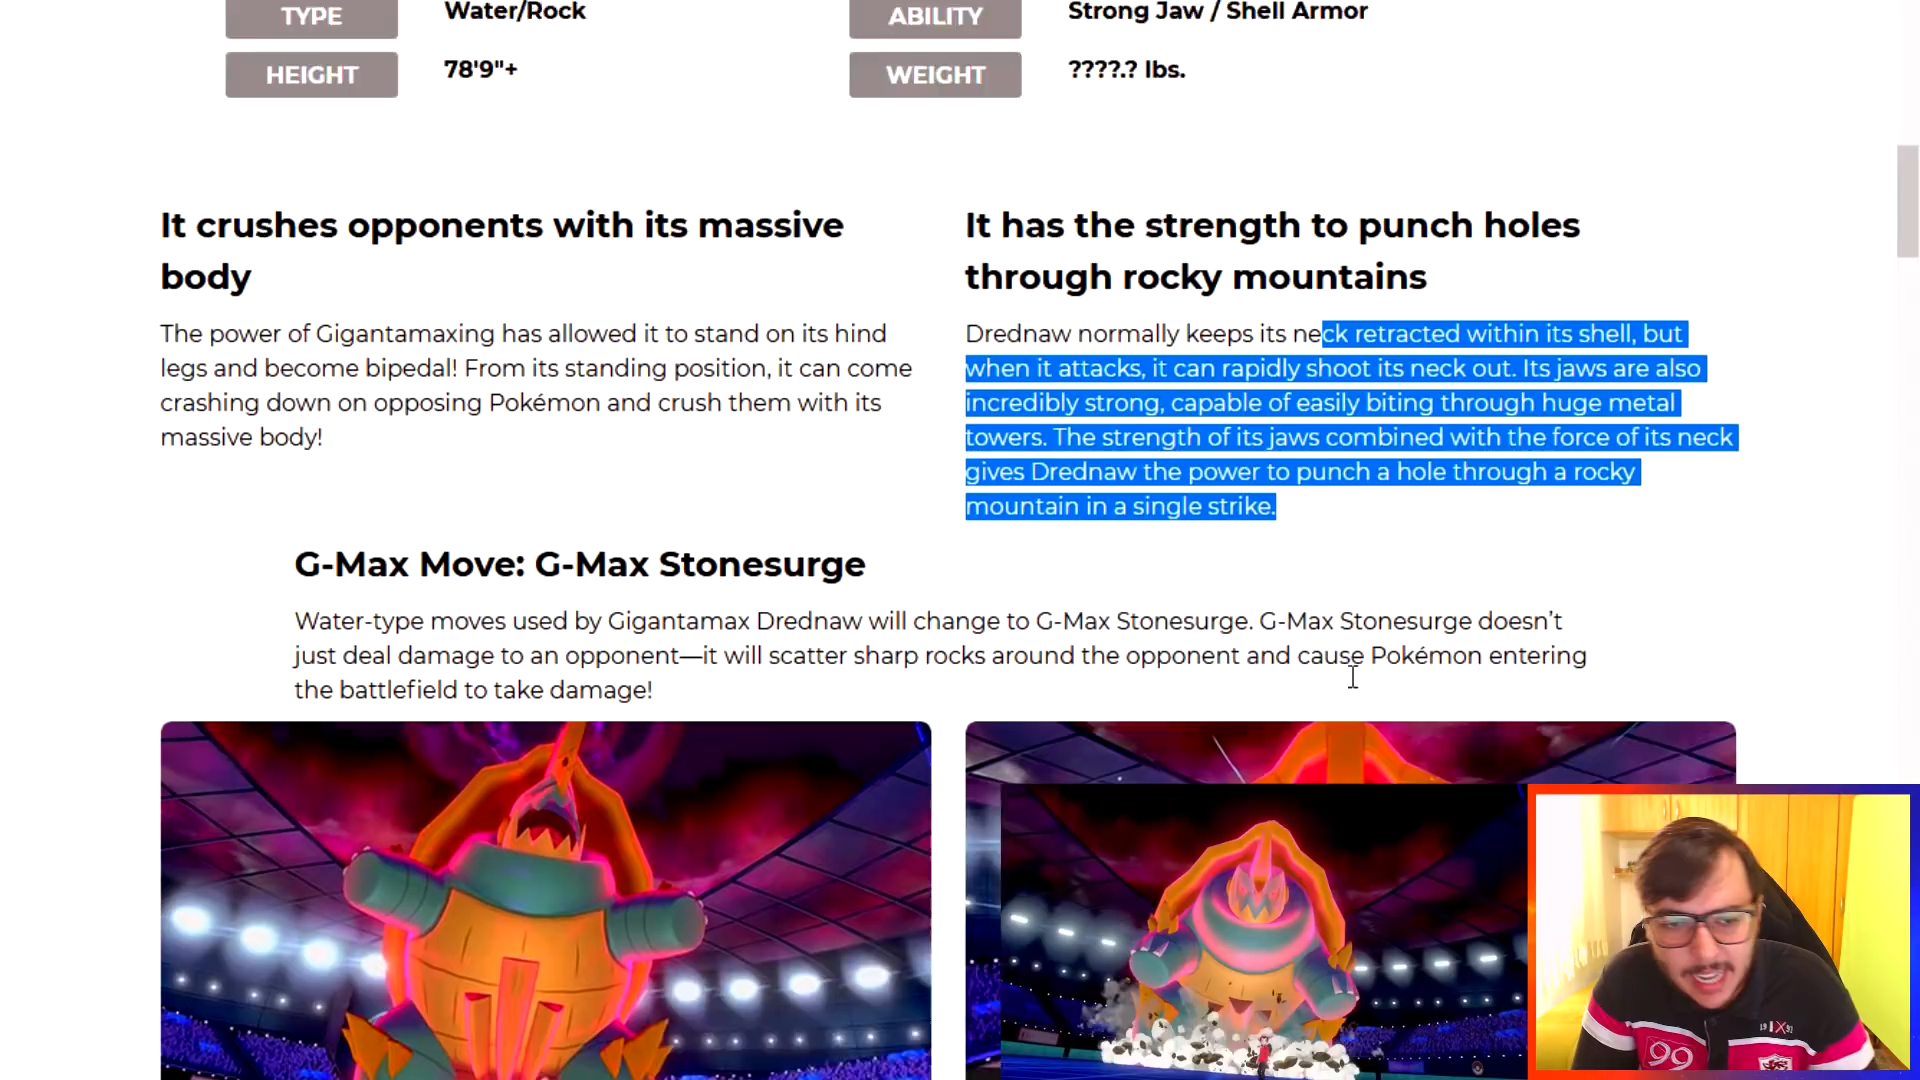 TYPE
Water/Rock
ABILITY
Strong Jaw / Shell Armor
HEIGHT
78'9"+
WEIGHT
????.? lbs.
It crushes opponents with its massive
body
The power of Gigantamaxing has allowed it to stand on its hind
legs and become bipedal! From its standing position, it can come
crashing down on opposing Pokémon and crush them with its
massive body!
It has the strength to punch holes
through rocky mountains
Drednaw normally keeps its neck retracted within its shell, but
when it attacks, it can rapidly shoot its neck out. Its jaws are also
incredibly strong, capable of easily biting through huge metal
towers. The strength of its jaws combined with the force of its neck
gives Drednaw the power to punch a hole through a rocky
mountain in a single strike.
G-Max Move: G-Max Stonesurge
Water-type moves used by Gigantamax Drednaw will change to G-Max Stonesurge. G-Max Stonesurge doesn’t
just deal damage to an opponent—it will scatter sharp rocks around the opponent and cause Pokémon entering
the battlefield to take damage!
99